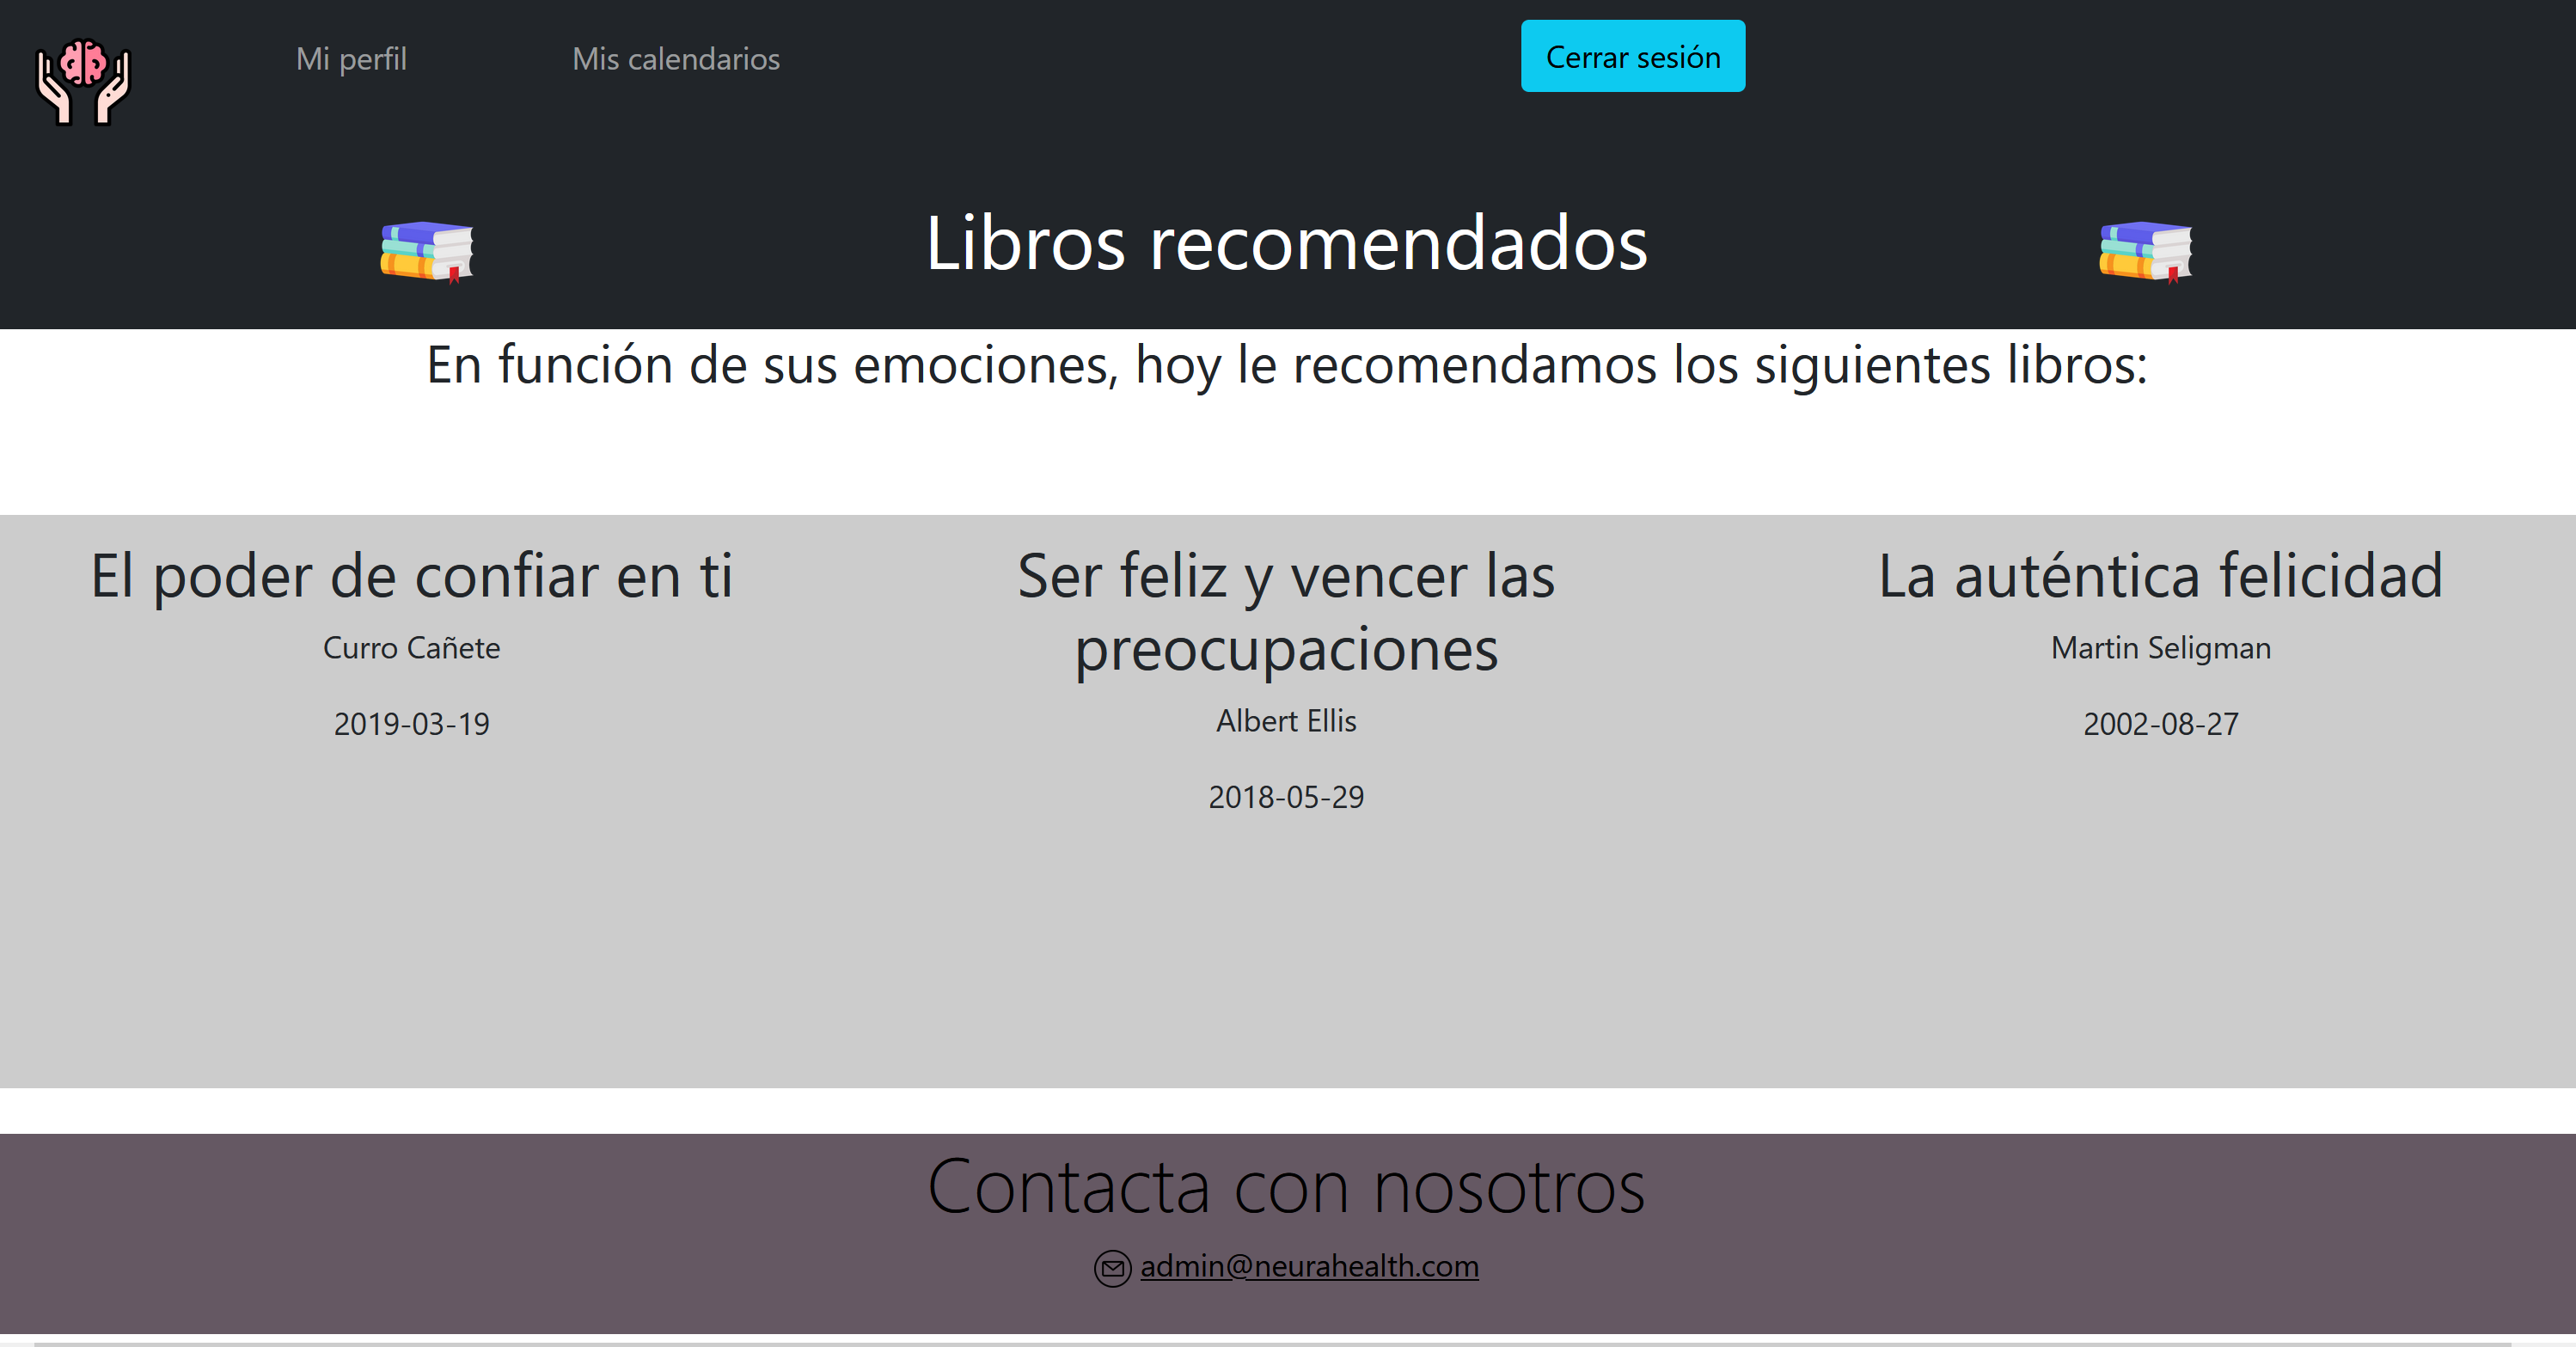 Mi perfil
Mis calendarios
Cerrar sesión
Libros recomendados
En función de sus emociones, hoy le recomendamos los siguientes libros:
El poder de confiar en ti
Curro Cañete
2019-03-19
Ser feliz y vencer las
preocupaciones
Albert Ellis
2018-05-29
La auténtica felicidad
Martin Seligman
2002-08-27
Contacta con nosotros
admin@neurahealth.com